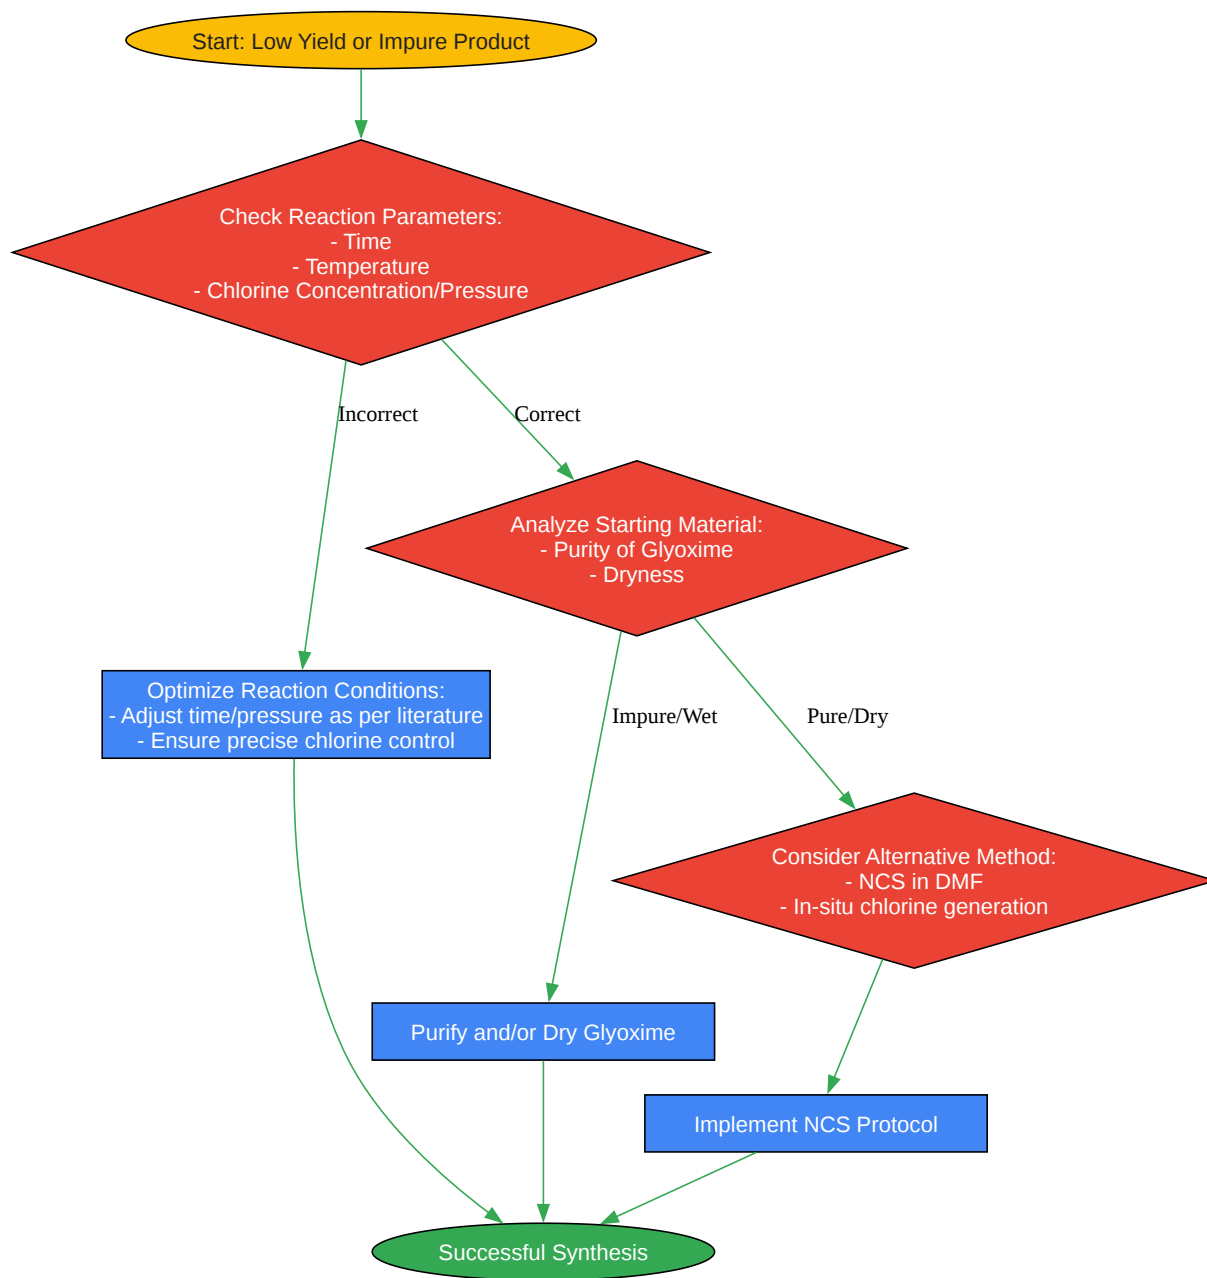 Start: Low Yield or Impure Product
Check Reaction Parameters:
- Time
- Temperature
- Chlorine Concentration/Pressure
Incorrect
Correct
Analyze Starting Material:
- Purity of Glyoxime
- Dryness
Optimize Reaction Conditions:
- Adjust time/pressure as per literature
- Ensure precise chlorine control
Impure/Wet
Pure/Dry
Consider Alternative Method:
- NCS in DMF
- In-situ chlorine generation
Purify and/or Dry Glyoxime
Implement NCS Protocol
Successful Synthesis